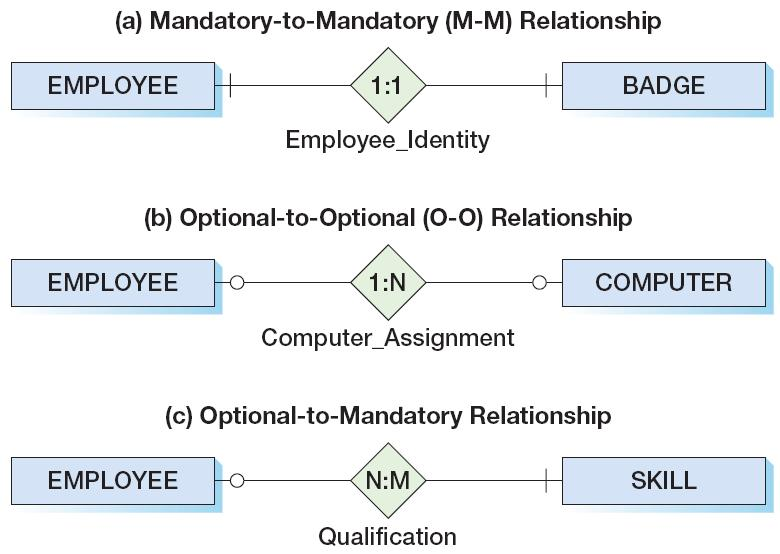 (a) Mandatory-to-Mandatory (M-M) Relationship
EMPLOYEE 1:1 BADGE
Employee_Identity
(b) Optional-to-Optional (O-O) Relationship
EMPLOYEE 1:N COMPUTER
Computer_Assignment
(c) Optional-to-Mandatory Relationship
EMPLOYEE N:M SKILL
Qualification